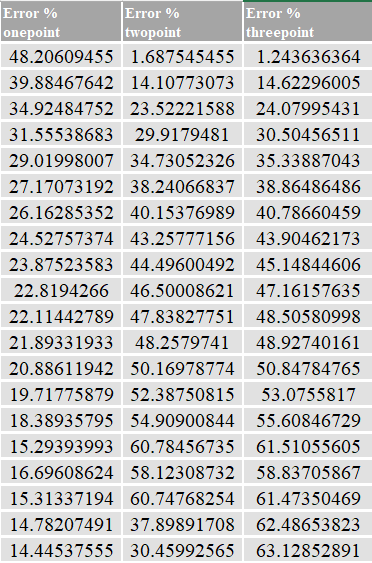 Error % Error % Error %
onepoint twopoint threepoint
48.20609455 1.687545455 1.243636364
39.88467642 14.10773073 14.62296005
34.92484752 23.52221588 24.07995431
31.55538683 29.9179481 30.50456511
29.01998007 34.73052326 35.33887043
27.17073192 38.24066837 38.86486486
26.16285352 40.15376989 40.78660459
24.52757374 43.25777156 43.90462173
23.87523583 44.49600492 45.14844606
22.8194266 46.50008621 47.16157635
22.11442789 47.83827751 48.50580998
21.89331933 48.2579741 48.92740161
20.88611942 50.16978774 50.84784765
19.71775879 52.38750815 53.0755817
18.38935795 54.90900844 55.60846729
15.29393993 60.78456735 61.51055605
16.69608624 58.12308732 58.83705867
15.31337194 60.74768254 61.47350469
14.78207491 37.89891708 62.48653823
14.44537555 30.45992565 63.12852891